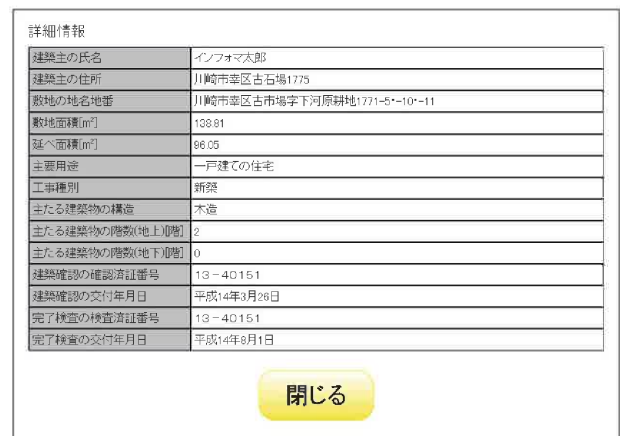 詳細情報
建築主の氏名 インフォマ太郎
建築主の住所 川崎市幸区古石場1775
敷地の地名地番 川崎市幸区古市場字下河原耕地1771-5・-10・-11
敷地面積[㎡] 138.81
延べ面積[㎡] 96.05
主要用途 一戸建ての住宅
工事種別 新築
主たる建築物の構造 木造
主たる建築物の階数(地上)[階] 2
主たる建築物の階数(地下)[階] 0
建築確認の確認済証番号 13-40151
建築確認の交付年月日 平成14年3月26日
完了検査の検査済証番号 13-40151
完了検査の交付年月日 平成14年8月1日
閉じる